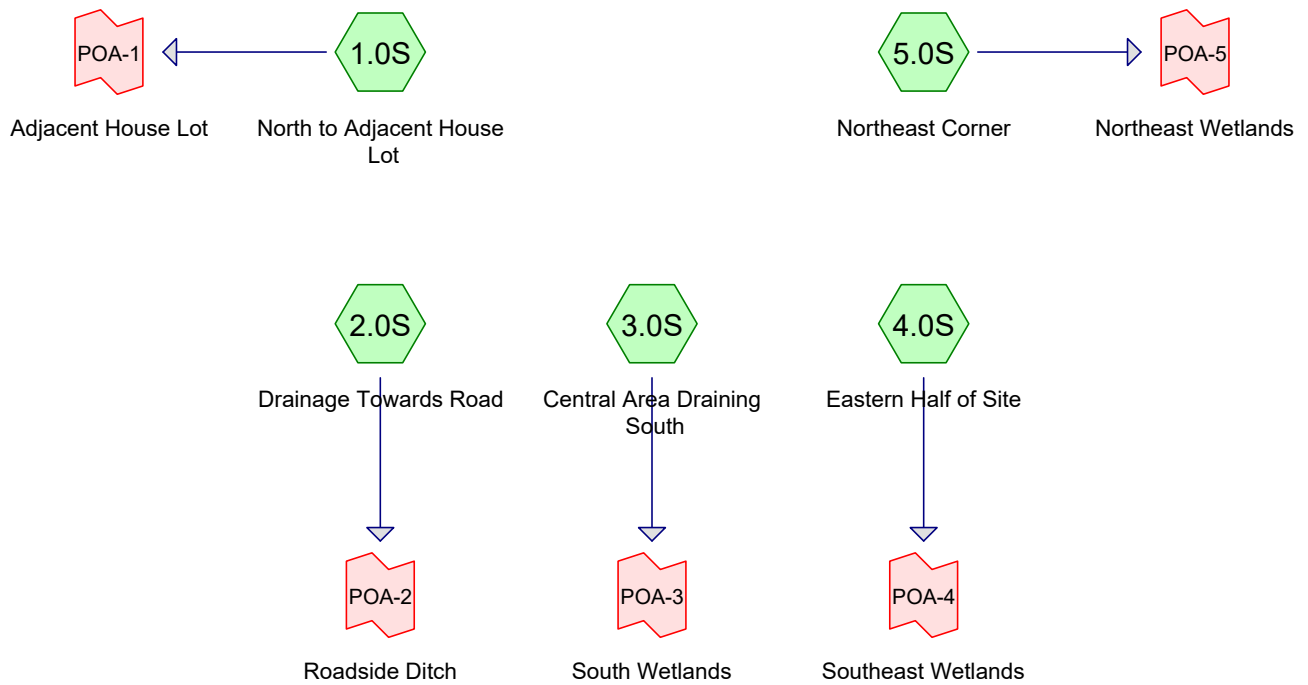 POA-1
1.0S
5.0S
POA-5
Adjacent House Lot
North to Adjacent House
Lot
Northeast Corner
Northeast Wetlands
2.0S
3.0S
4.0S
Drainage Towards Road
Central Area Draining
South
Eastern Half of Site
POA-2
POA-3
POA-4
Roadside Ditch
South Wetlands
Southeast Wetlands